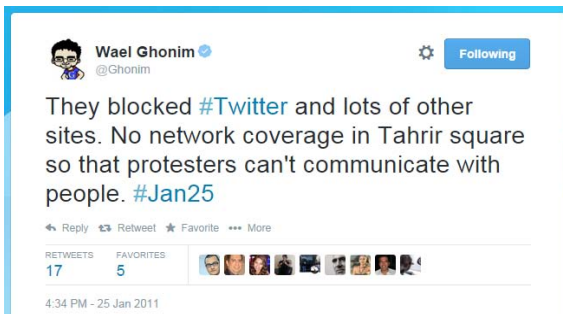 Wael Ghonim
@Ghonim
Following
They blocked #Twitter and lots of other
sites. No network coverage in Tahrir square
so that protesters can't communicate with
people. #Jan25
Reply Retweet Favorite More
RETWEETS FAVORITES
17 5
4:34 PM - 25 Jan 2011